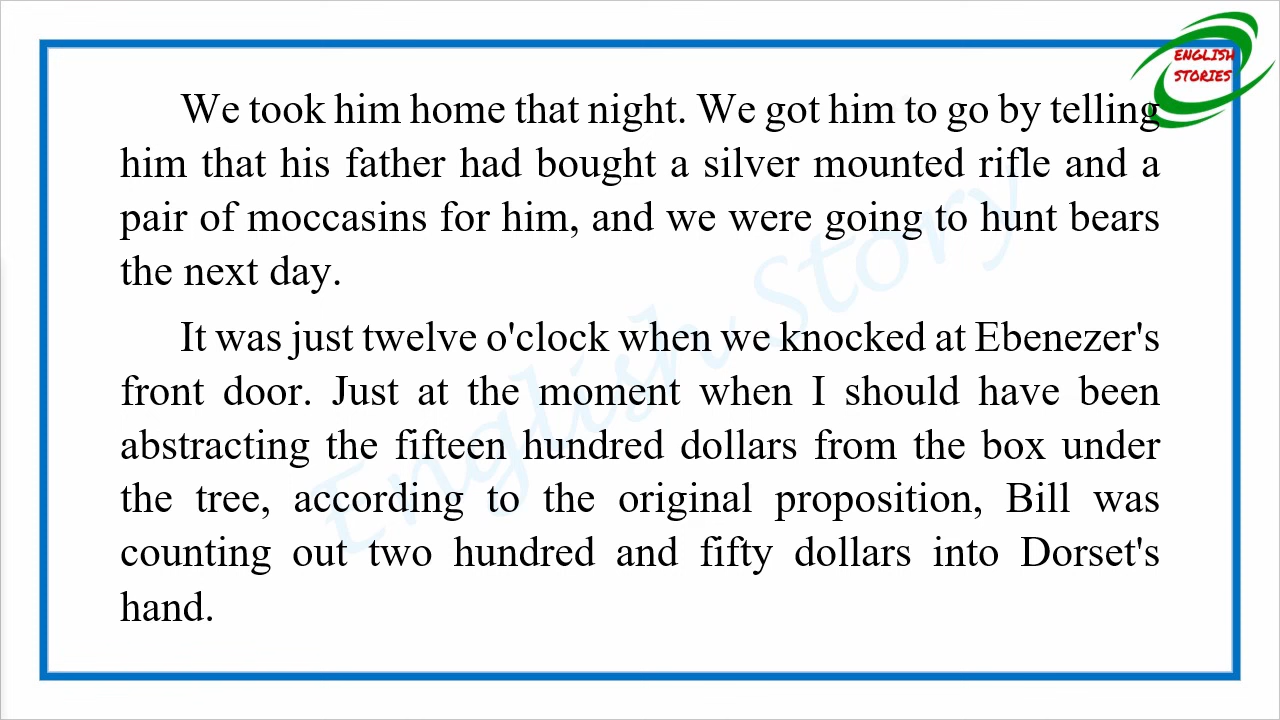 ENGLISH
STORIES
We took him home that night. We got him to go by telling
him that his father had bought a silver mounted rifle and a
pair of moccasins for him, and we were going to hunt bears
the next day.
It was just twelve o'clock when we knocked at Ebenezer's
front door. Just at the moment when I should have been
abstracting the fifteen hundred dollars from the box under
the tree, according to the original proposition, Bill was
counting out two hundred and fifty dollars into Dorset's
hand.
English Story